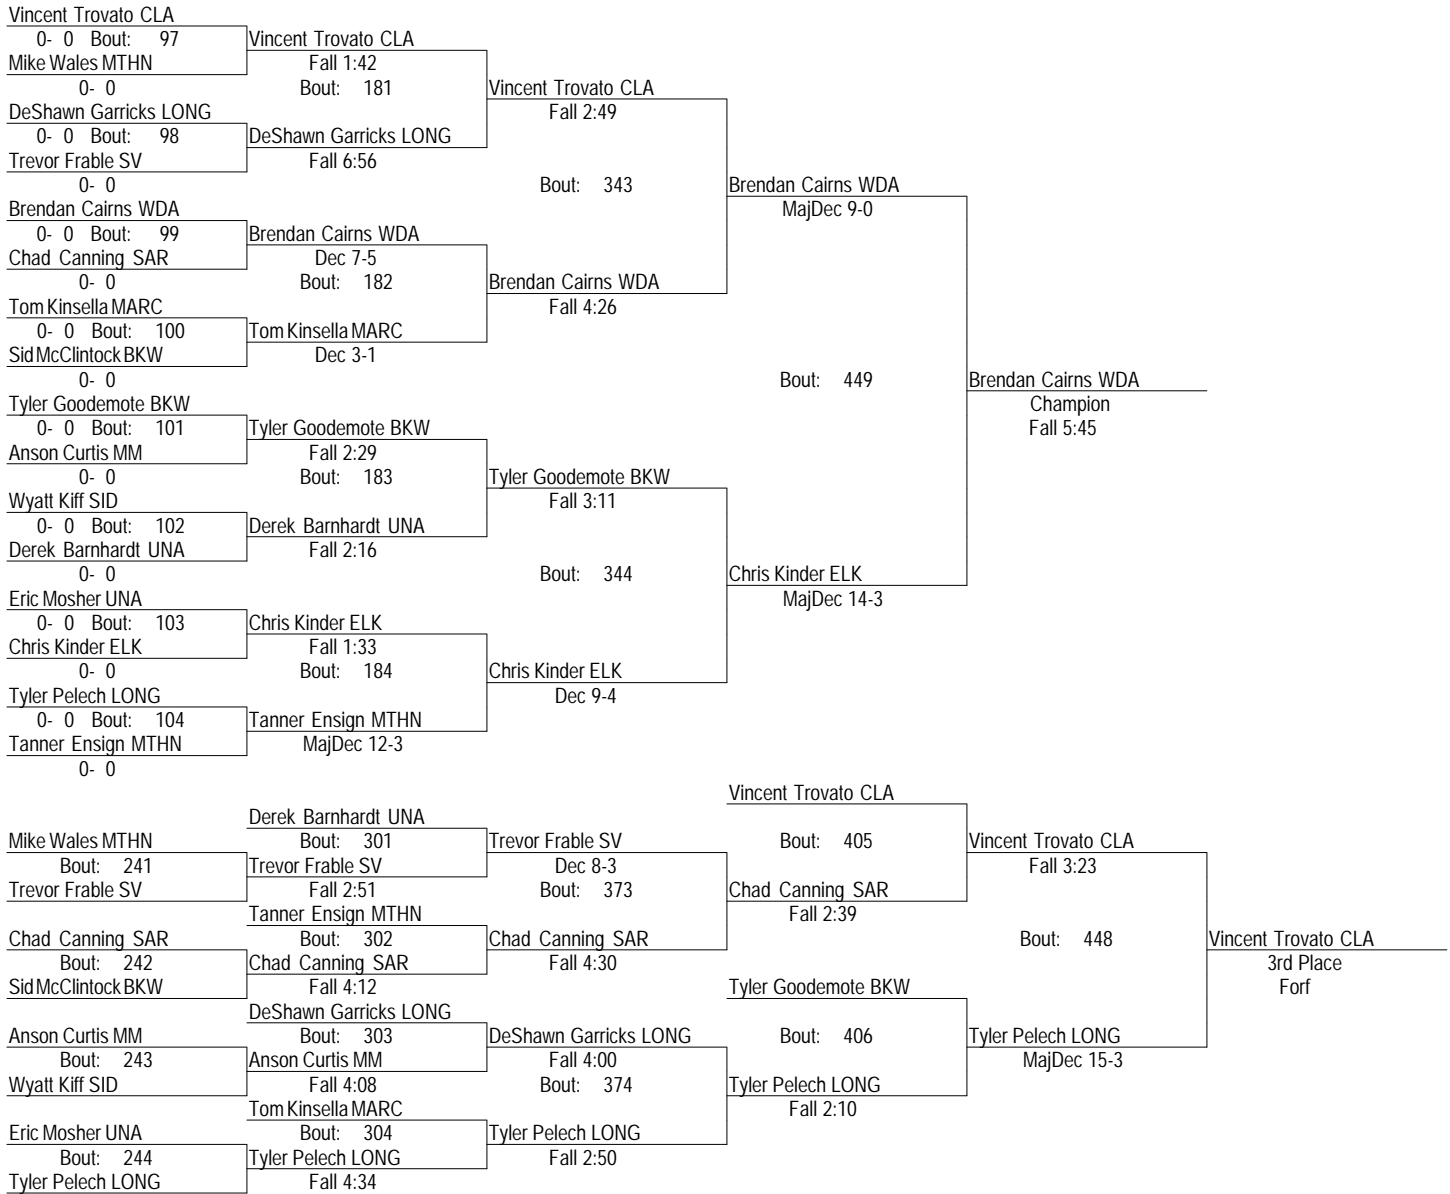 Vincent Trovato CLA
0- 0 Bout: 97 Vincent Trovato CLA
Mike Wales MTHN Fall 1:42
0- 0 Bout: 181 Vincent Trovato CLA
DeShawn Garricks LONG Fall 2:49
0- 0 Bout: 98 DeShawn Garricks LONG
Trevor Frable SV Fall 6:56
0- 0 Bout: 343 Brendan Cairns WDA
Brendan Cairns WDA MajDec 9-0
0- 0 Bout: 99 Brendan Cairns WDA
Chad Canning SAR Dec 7-5
0- 0 Bout: 182 Brendan Cairns WDA
Tom Kinsella MARC Fall 4:26
0- 0 Bout: 100 Tom Kinsella MARC
Sid McClintock BKW Dec 3-1
0- 0 Bout: 449 Brendan Cairns WDA
Tyler Goodemote BKW Champion
0- 0 Bout: 101 Tyler Goodemote BKW Fall 5:45
Anson Curtis MM Fall 2:29
0- 0 Bout: 183 Tyler Goodemote BKW
Wyatt Kiff SID Fall 3:11
0- 0 Bout: 102 Derek Barnhardt UNA
Derek Barnhardt UNA Fall 2:16
0- 0 Bout: 344 Chris Kinder ELK
Eric Mosher UNA MajDec 14-3
0- 0 Bout: 103 Chris Kinder ELK
Chris Kinder ELK Fall 1:33
0- 0 Bout: 184 Chris Kinder ELK
Tyler Pelech LONG Dec 9-4
0- 0 Bout: 104 Tanner Ensign MTHN
Tanner Ensign MTHN MajDec 12-3
0- 0
Vincent Trovato CLA
Derek Barnhardt UNA
Mike Wales MTHN Bout: 301 Trevor Frable SV Bout: 405 Vincent Trovato CLA
Bout: 241 Trevor Frable SV Dec 8-3 Fall 3:23
Trevor Frable SV Fall 2:51 Bout: 373 Chad Canning SAR
Tanner Ensign MTHN Fall 2:39
Chad Canning SAR Bout: 302 Chad Canning SAR Bout: 448 Vincent Trovato CLA
Bout: 242 Chad Canning SAR Fall 4:30 3rd Place
Sid McClintock BKW Fall 4:12 Tyler Goodemote BKW Forf
DeShawn Garricks LONG
Anson Curtis MM Bout: 303 DeShawn Garricks LONG Bout: 406 Tyler Pelech LONG
Bout: 243 Anson Curtis MM Fall 4:00 MajDec 15-3
Wyatt Kiff SID Fall 4:08 Bout: 374 Tyler Pelech LONG
Tom Kinsella MARC Fall 2:10
Eric Mosher UNA Bout: 304 Tyler Pelech LONG
Bout: 244 Tyler Pelech LONG Fall 2:50
Tyler Pelech LONG Fall 4:34